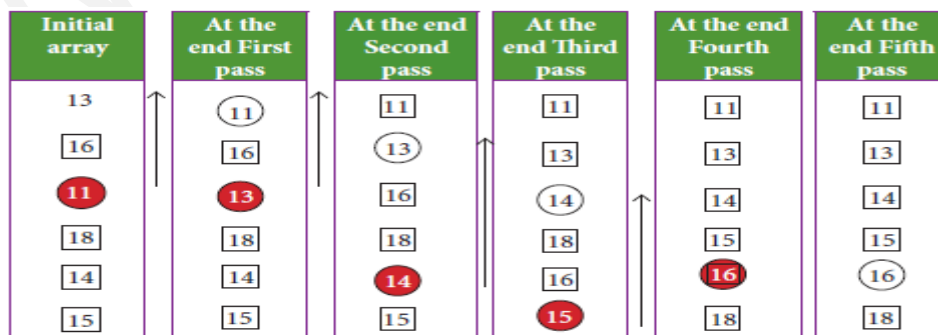 Initial array
At the end First pass
At the end Second pass
At the end Third pass
At the end Fourth pass
At the end Fifth pass
13 11 11 11 11 11
16 16 13 13 13 13
11 13 16 14 14 14
18 18 18 18 15 15
14 14 14 16 16 16
15 15 15 15 18 18